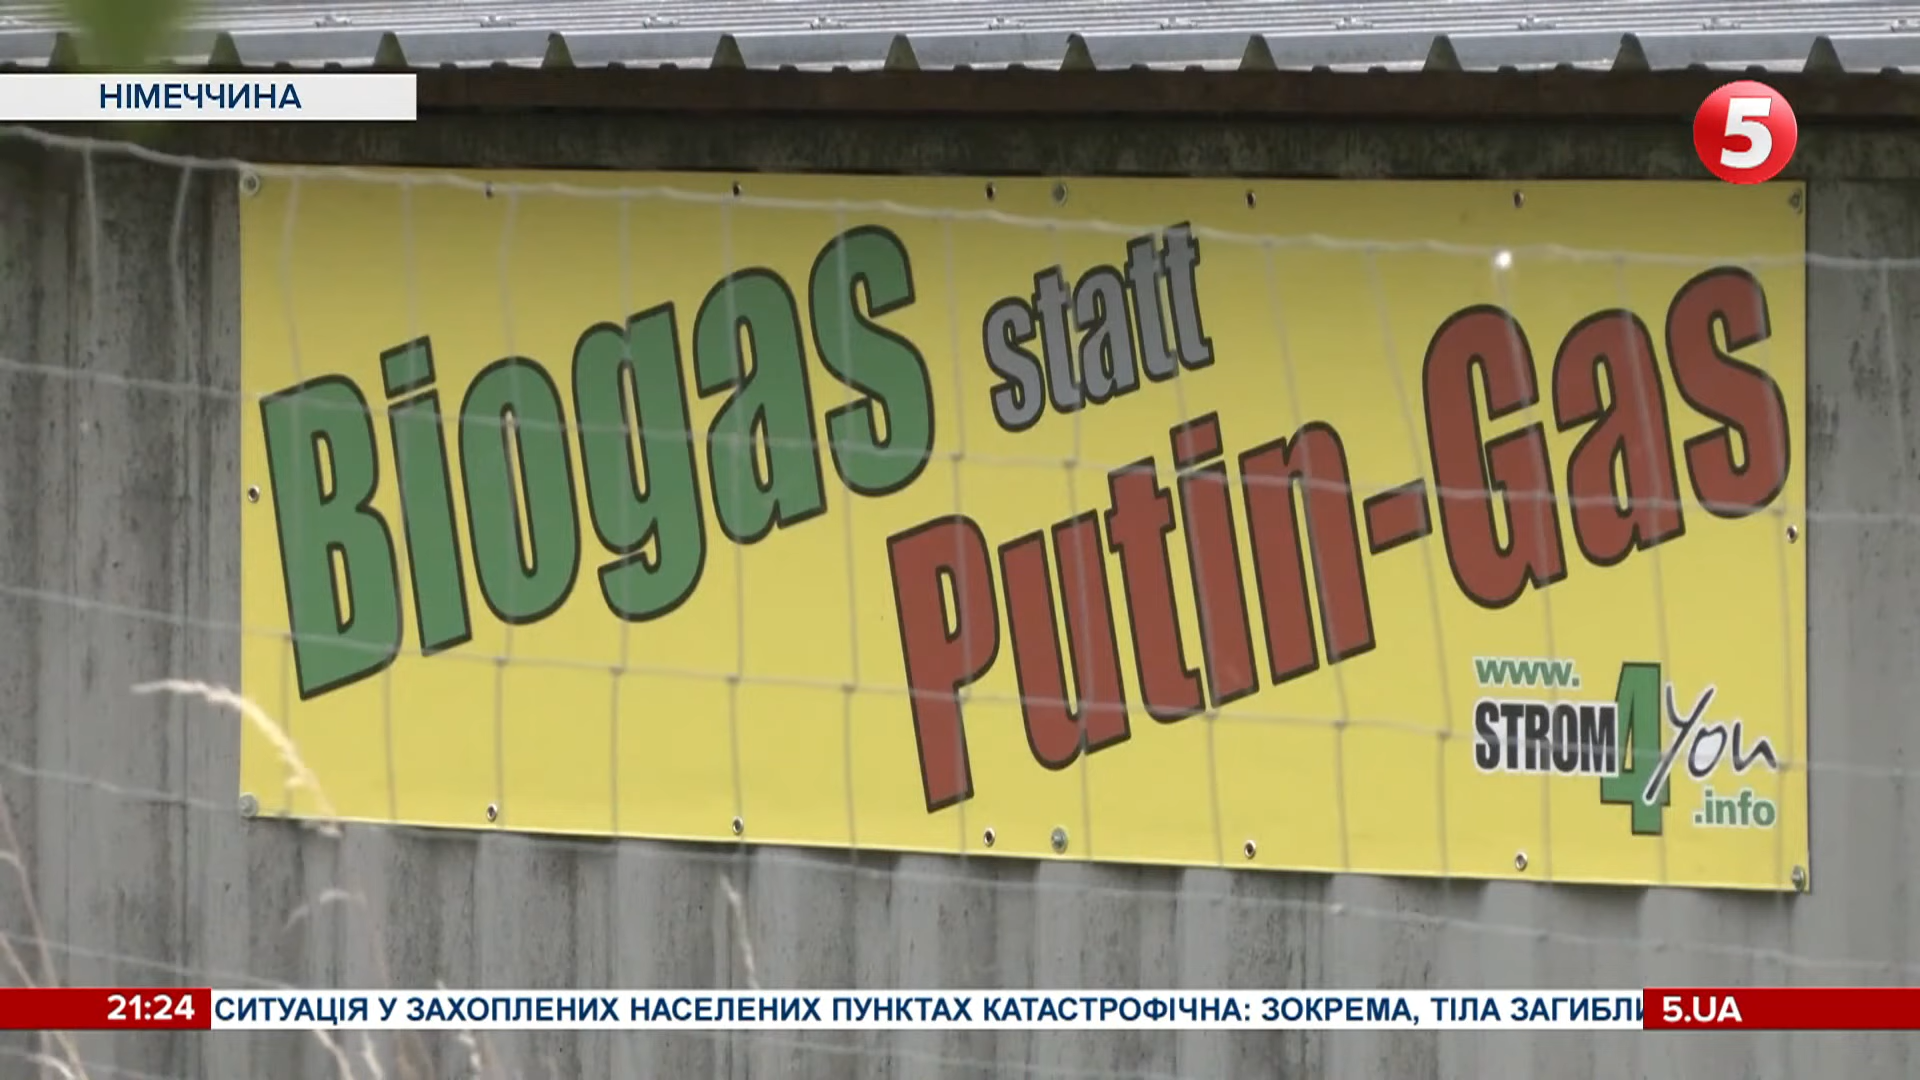 НІМЕЧЧИНА
5
Biogas statt
Putin-Gas
www.
STROM4You
.info
21:24 СИТУАЦІЯ У ЗАХОПЛЕНИХ НАСЕЛЕНИХ ПУНКТАХ КАТАСТРОФІЧНА: ЗОКРЕМА, ТІЛА ЗАГИБЛИ 5.UA